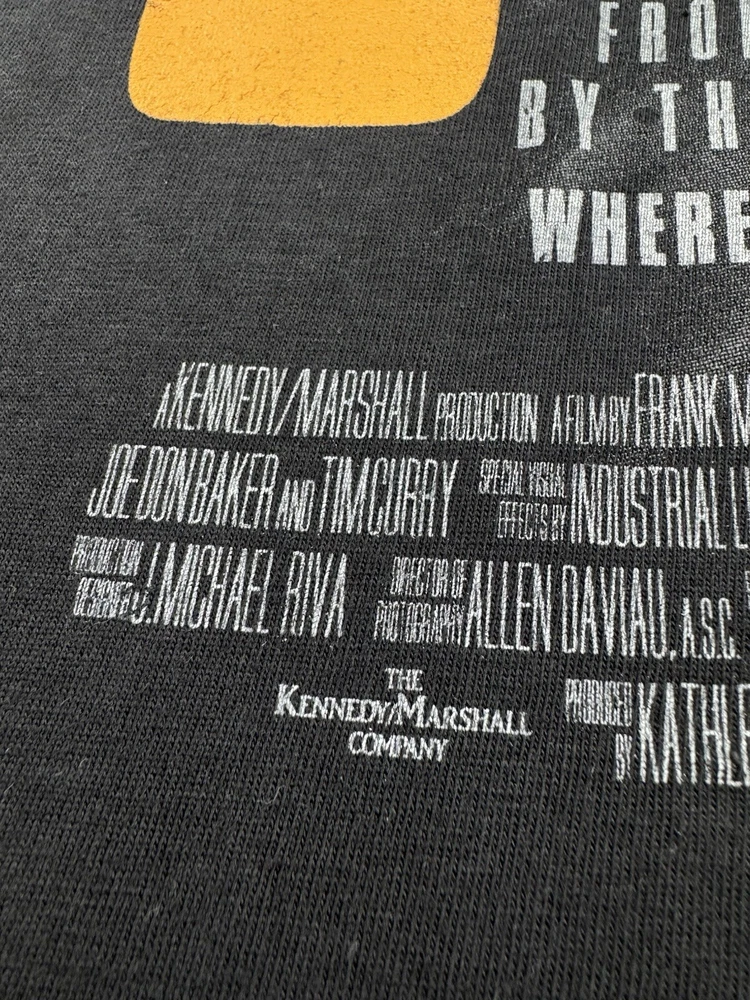 BY TH
WHERE
A KENNEDY/MARSHALL PRODUCTION A FILM BY FRANK M
JOE DON BAKER AND TIM CURRY SPECIAL VISUAL EFFECTS BY INDUSTRIAL L
PRODUCTION DESIGNER J. MICHAEL RIVA DIRECTOR OF PHOTOGRAPHY ALLEN DAVIAU, A.S.C.
THE
KENNEDY/MARSHALL
COMPANY
PRODUCED BY KATHLE